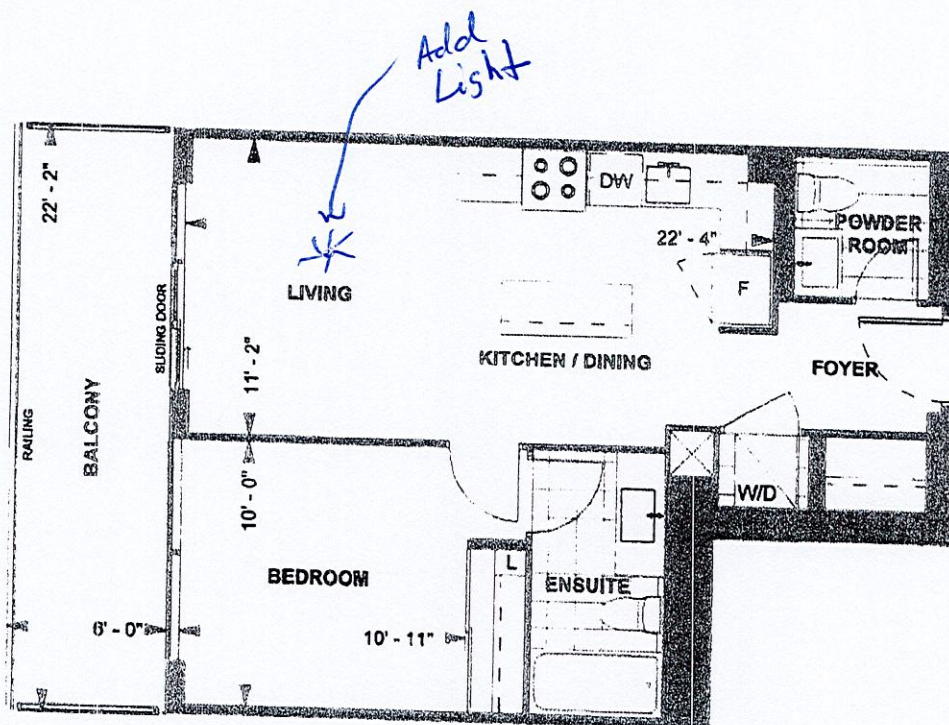 Add
Light
22' - 2"
DW
POWDER
ROOM
22' - 4"
F
LIVING
SLIDING DOOR
KITCHEN / DINING
FOYER
11' - 2"
RAILING
BALCONY
10' - 0"
W/D
BEDROOM
L
ENSUITE
6' - 0"
10' - 11"